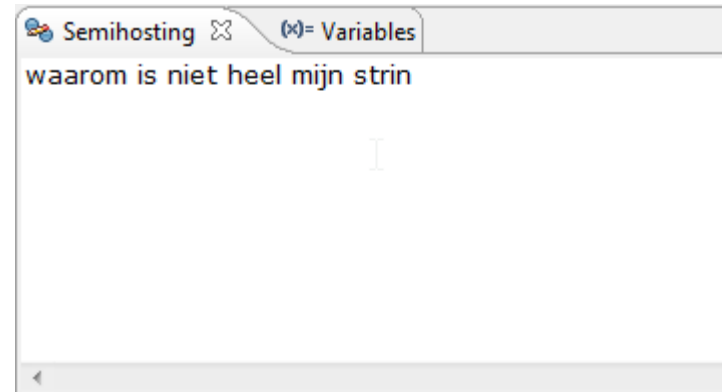 Semihosting (x)= Variables
waarom is niet heel mijn strin